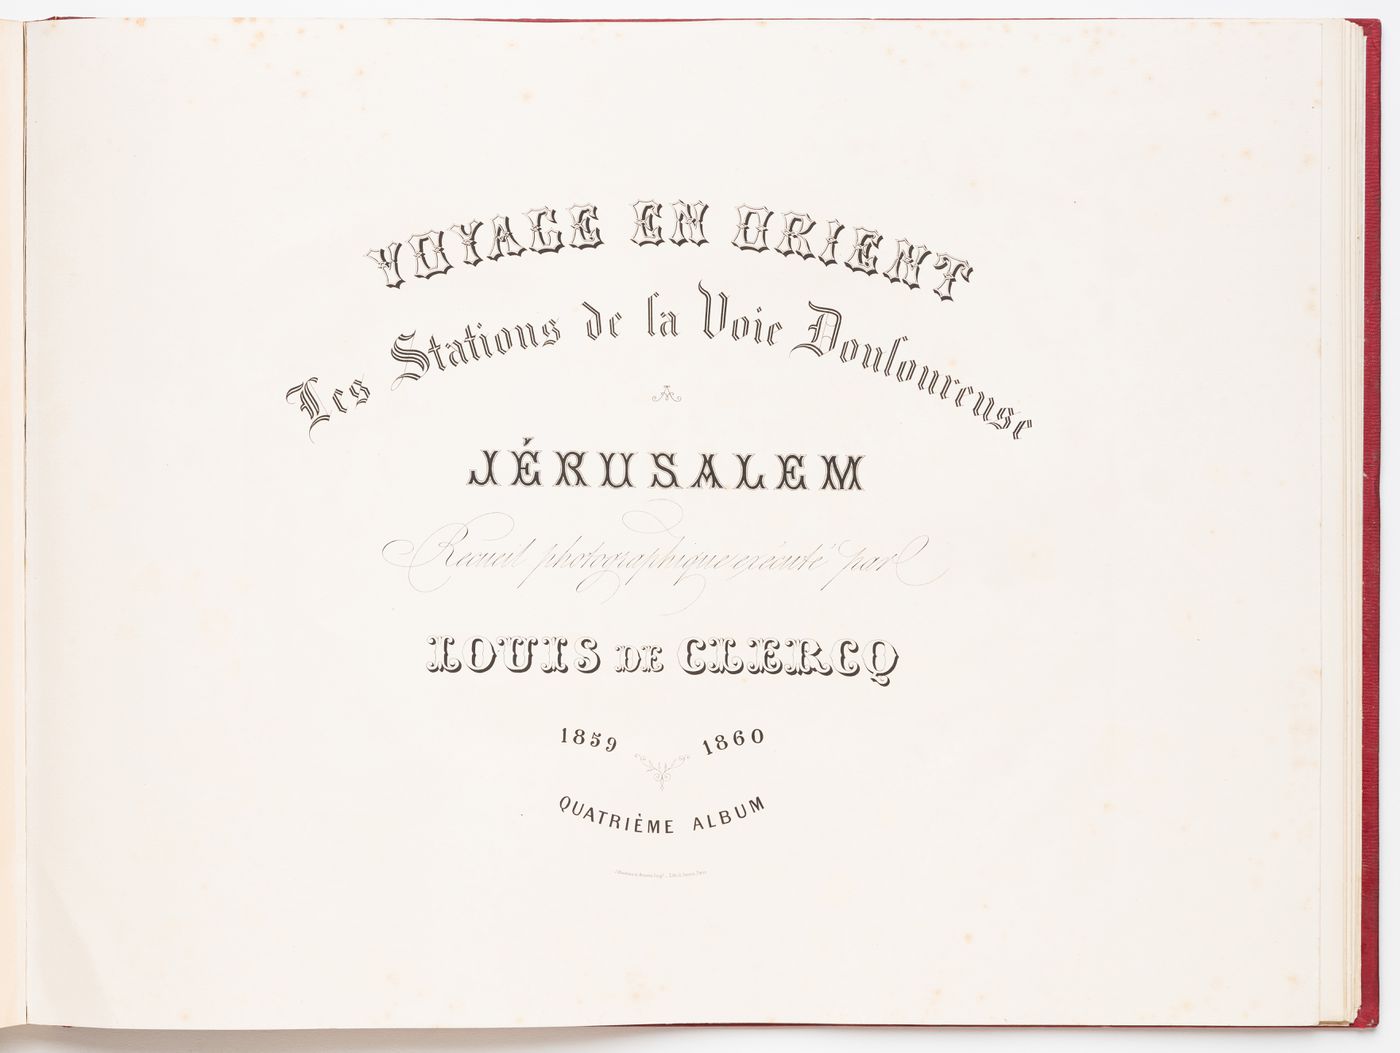 VOYAGE EN ORIENT
Les Stations de la Voie Douloureuse
A
JÉRUSALEM
Recueil photographique exécuté par
LOUIS DE CLERCQ
1859 1860
QUATRIÈME ALBUM